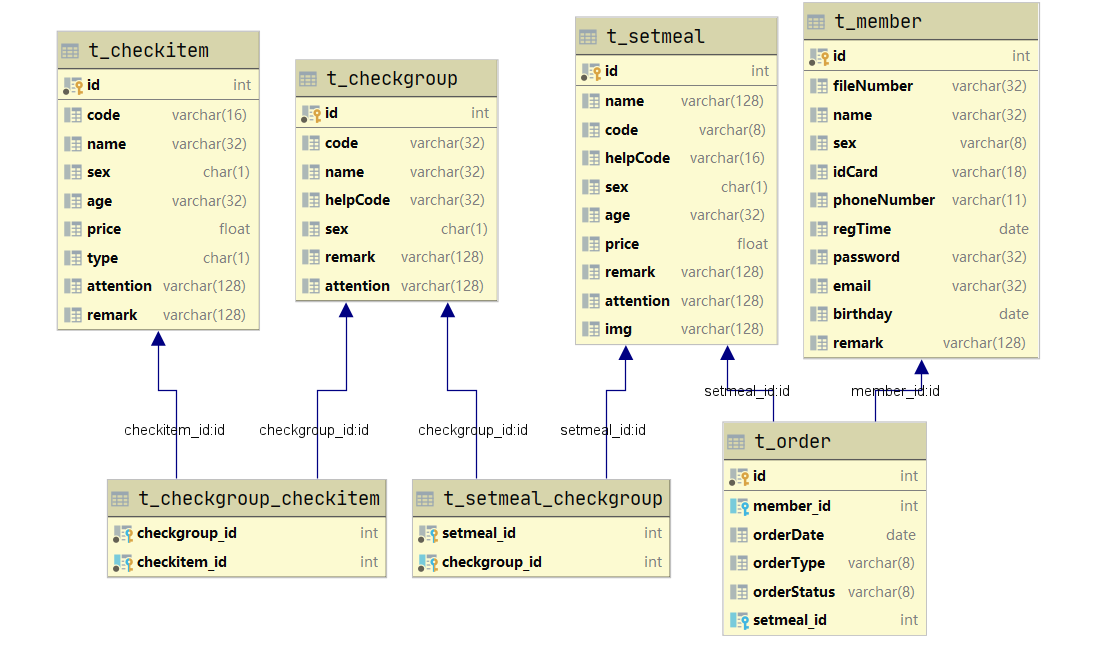 t_checkitem
id int
code varchar(16)
name varchar(32)
sex char(1)
age varchar(32)
price float
type char(1)
attention varchar(128)
remark varchar(128)
t_checkgroup
id int
code varchar(32)
name varchar(32)
helpCode varchar(32)
sex char(1)
remark varchar(128)
attention varchar(128)
t_setmeal
id int
name varchar(128)
code varchar(8)
helpCode varchar(16)
sex char(1)
age varchar(32)
price float
remark varchar(128)
attention varchar(128)
img varchar(128)
t_member
id int
fileNumber varchar(32)
name varchar(32)
sex varchar(8)
idCard varchar(18)
phoneNumber varchar(11)
regTime date
password varchar(32)
email varchar(32)
birthday date
remark varchar(128)
setmeal_id:id
member_id:id
checkitem_id:id
checkgroup_id:id
checkgroup_id:id
setmeal_id:id
t_checkgroup_checkitem
checkgroup_id int
checkitem_id int
t_setmeal_checkgroup
setmeal_id int
checkgroup_id int
t_order
id int
member_id int
orderDate date
orderType varchar(8)
orderStatus varchar(8)
setmeal_id int